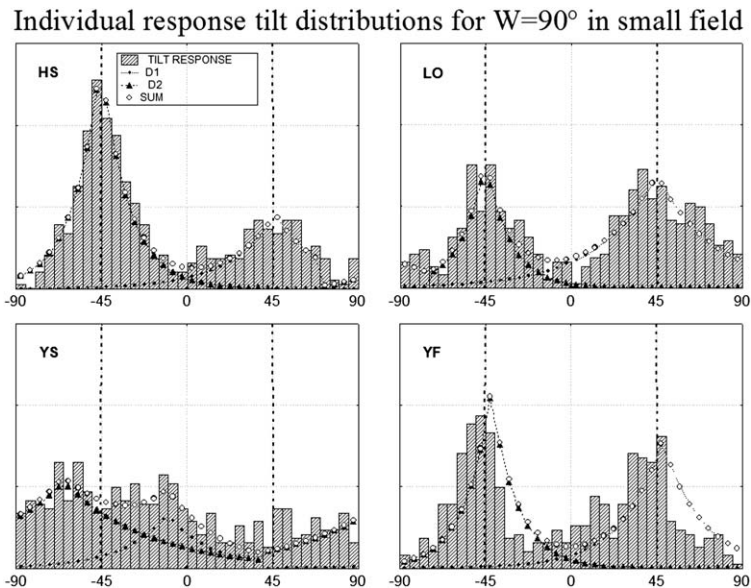 Individual response tilt distributions for W=90° in small field
HS
TILT RESPONSE
D1
D2
SUM
LO
-90 -45 0 45 90
-90 -45 0 45 90
YS
YF
-90 -45 0 45 90
-90 -45 0 45 90